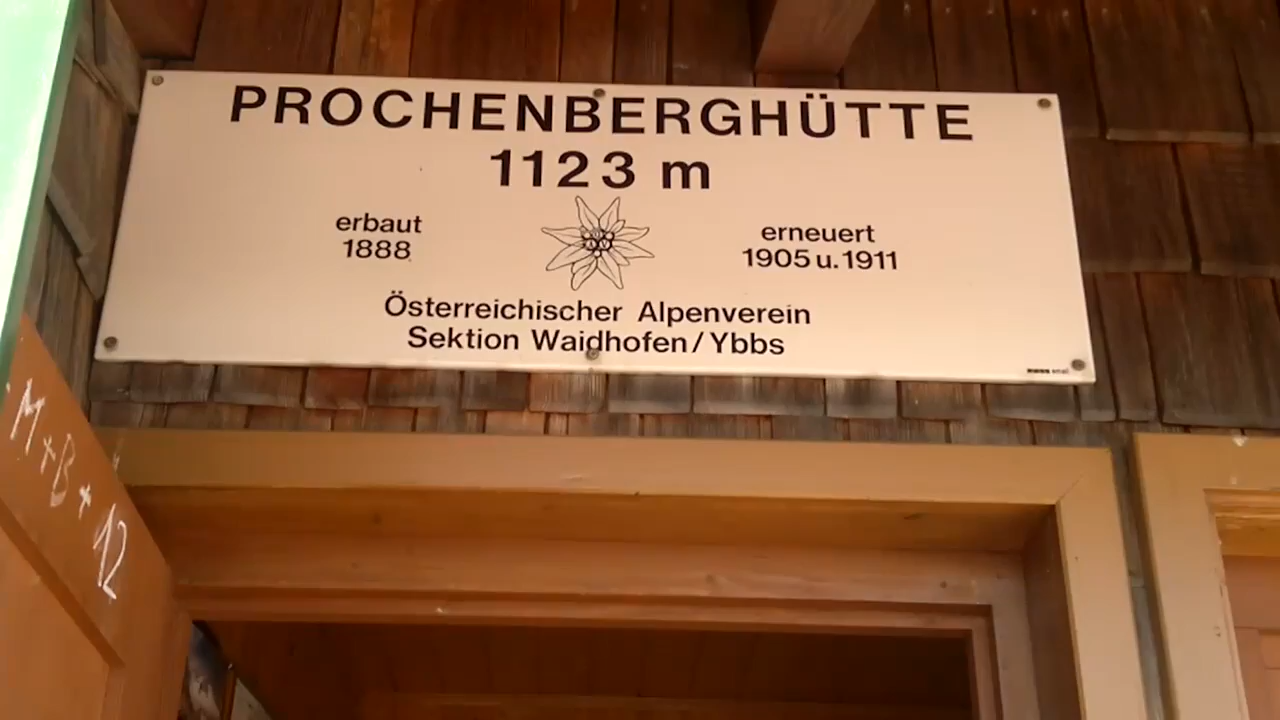 PROCHENBERGHÜTTE
1123 m
erbaut
1888
erneuert
1905 u. 1911
Österreichischer Alpenverein
Sektion Waidhofen/Ybbs
M+B+12